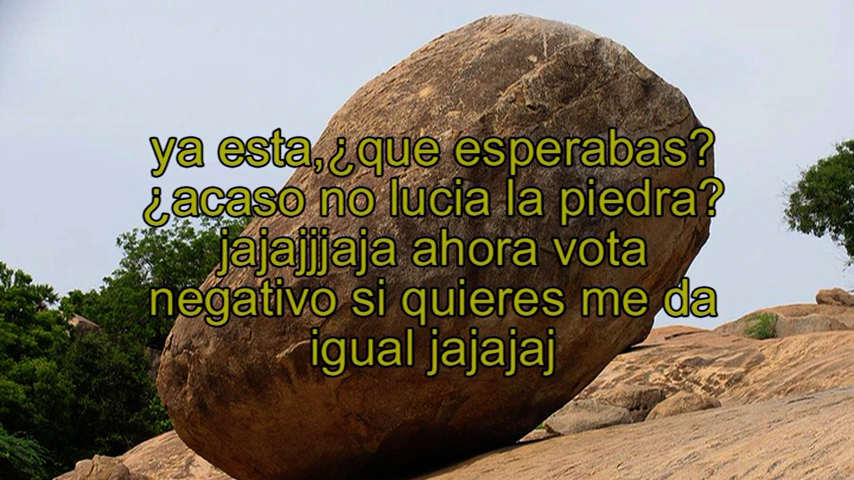 ya esta,¿que esperabas?
¿acaso no lucia la piedra?
jajajjjaja ahora vota
negativo si quieres me da
igual jajajaj